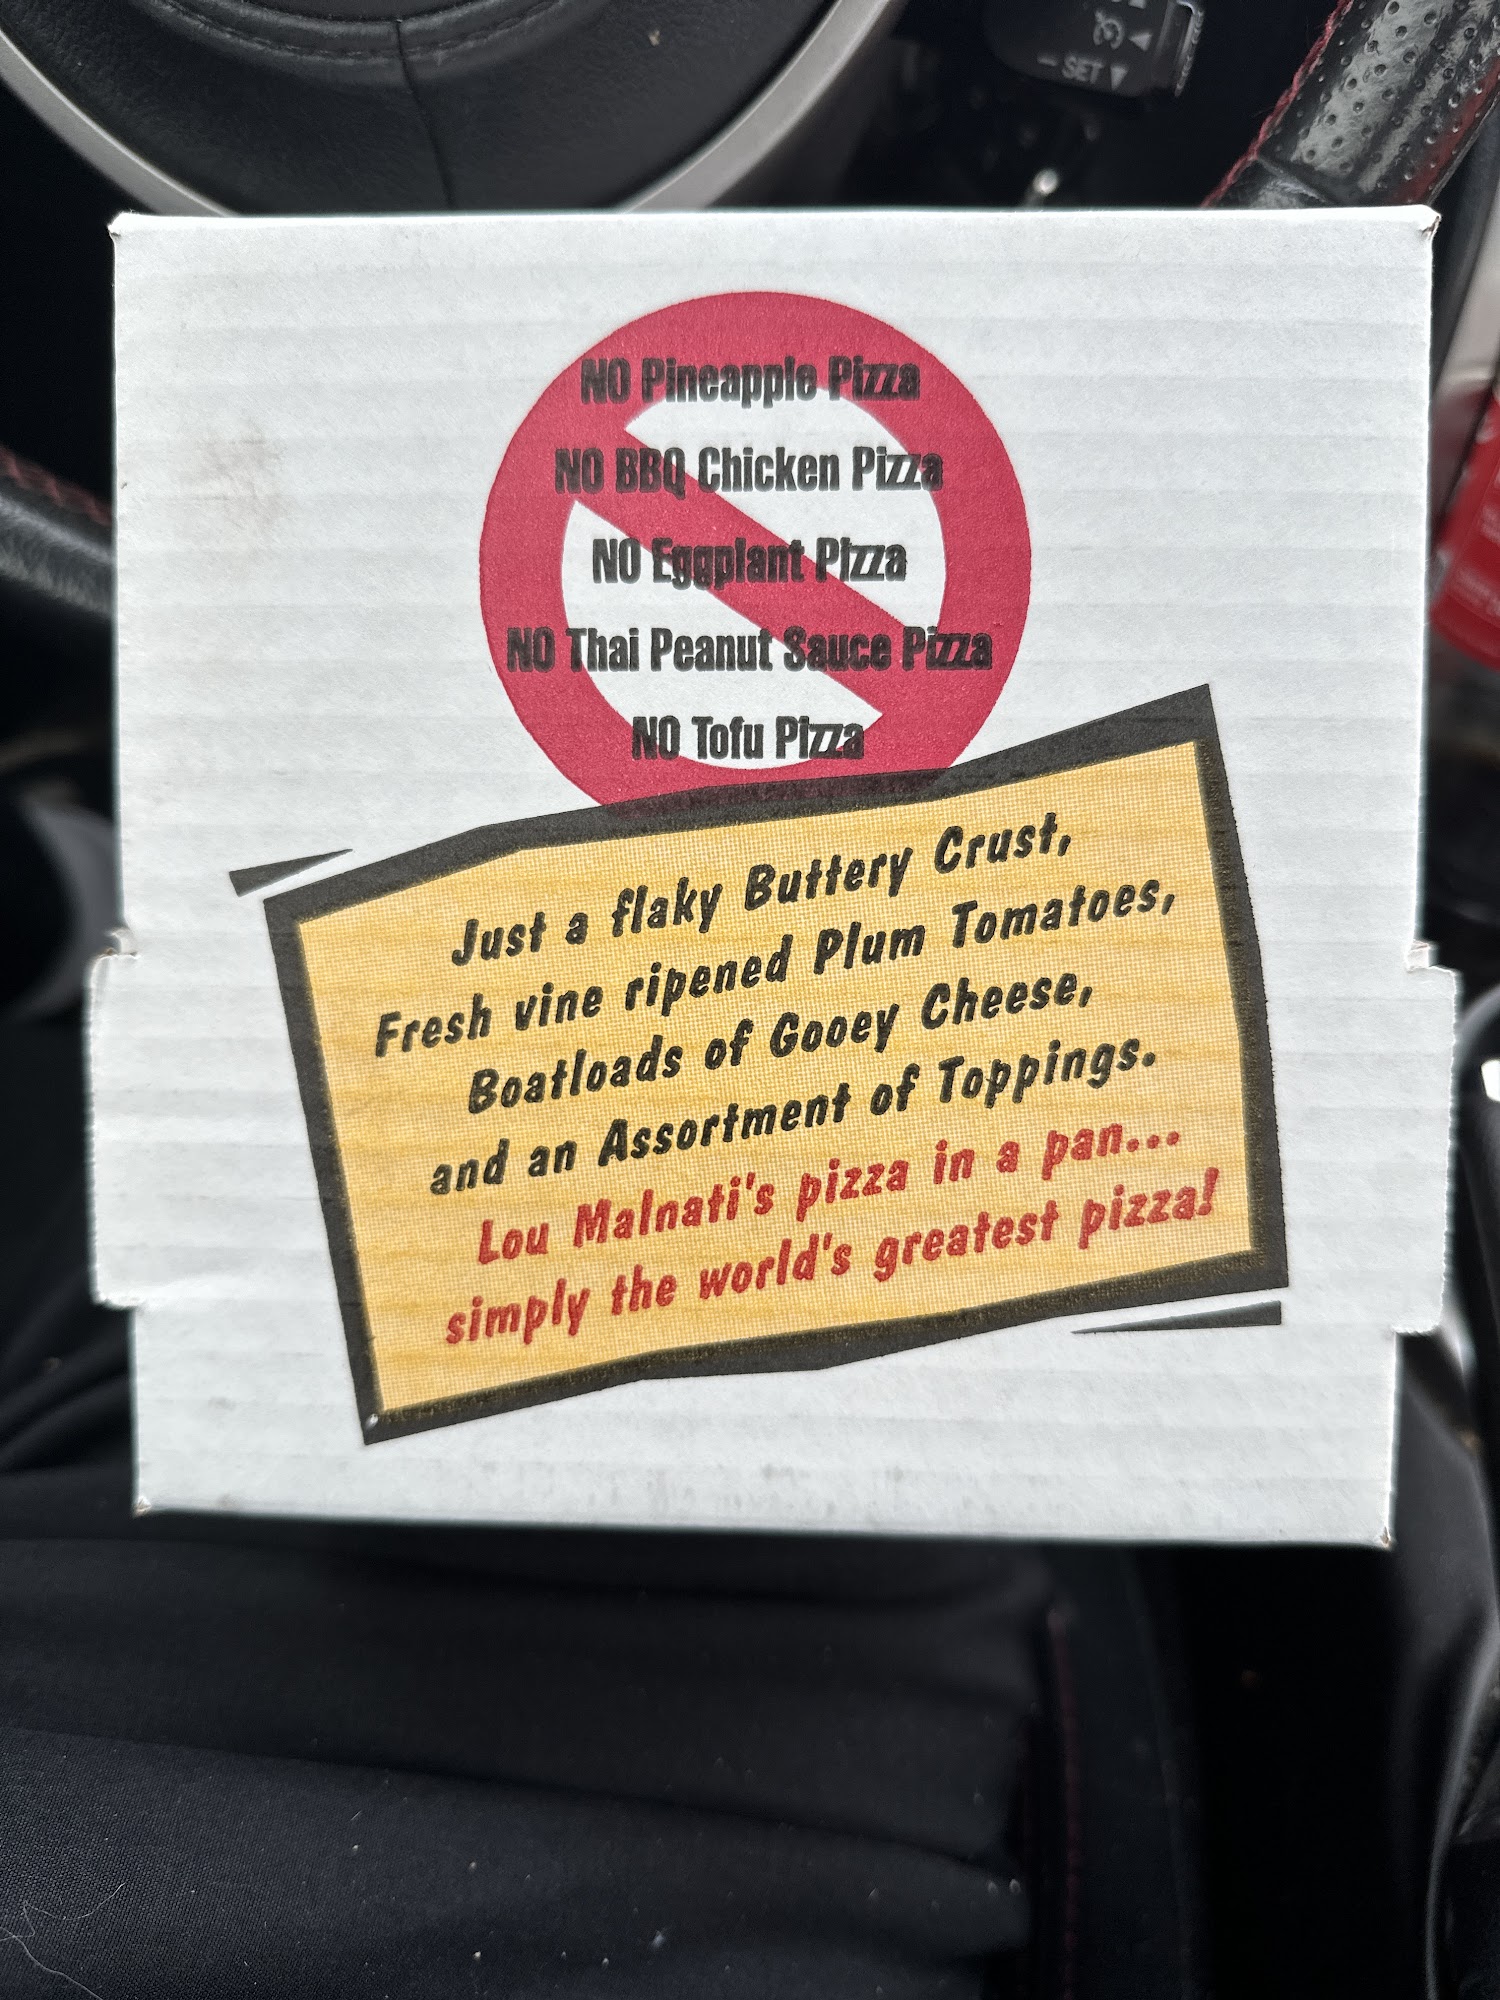 - SET ▼
NO Pineapple Pizza
NO BBQ Chicken Pizza
NO Eggplant Pizza
NO Thai Peanut Sauce Pizza
NO Tofu Pizza
Just a flaky Buttery Crust,
Fresh vine ripened Plum Tomatoes,
Boatloads of Gooey Cheese,
and an Assortment of Toppings.
Lou Malnati's pizza in a pan...
simply the world's greatest pizza!